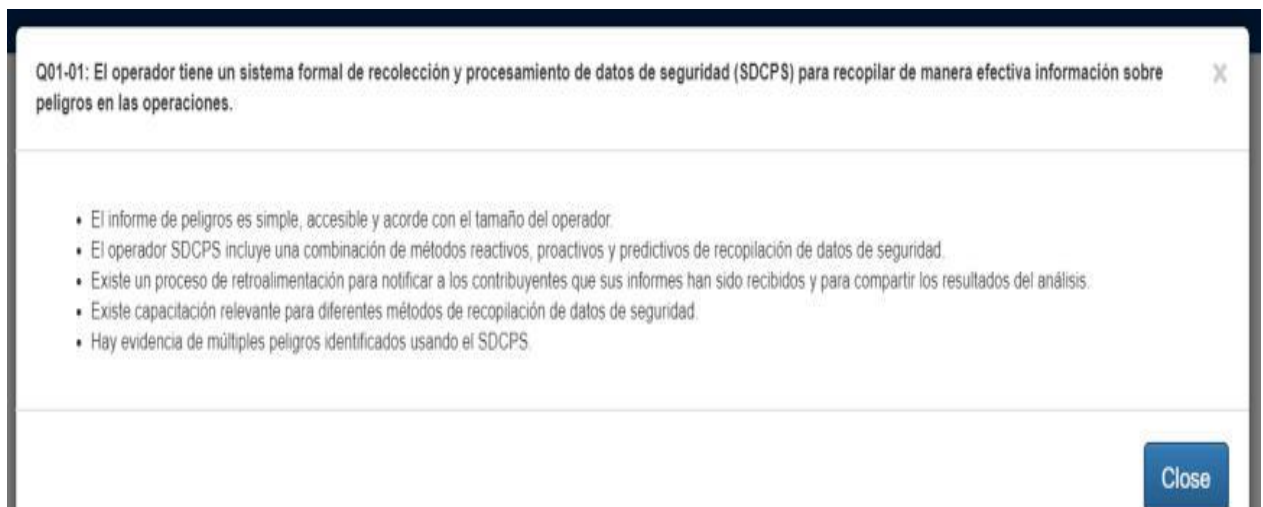 Q01-01: El operador tiene un sistema formal de recolección y procesamiento de datos de seguridad (SDCPS) para recopilar de manera efectiva información sobre
peligros en las operaciones.
×
• El informe de peligros es simple, accesible y acorde con el tamaño del operador.
• El operador SDCPS incluye una combinación de métodos reactivos, proactivos y predictivos de recopilación de datos de seguridad.
• Existe un proceso de retroalimentación para notificar a los contribuyentes que sus informes han sido recibidos y para compartir los resultados del análisis.
• Existe capacitación relevante para diferentes métodos de recopilación de datos de seguridad.
• Hay evidencia de múltiples peligros identificados usando el SDCPS.
Close